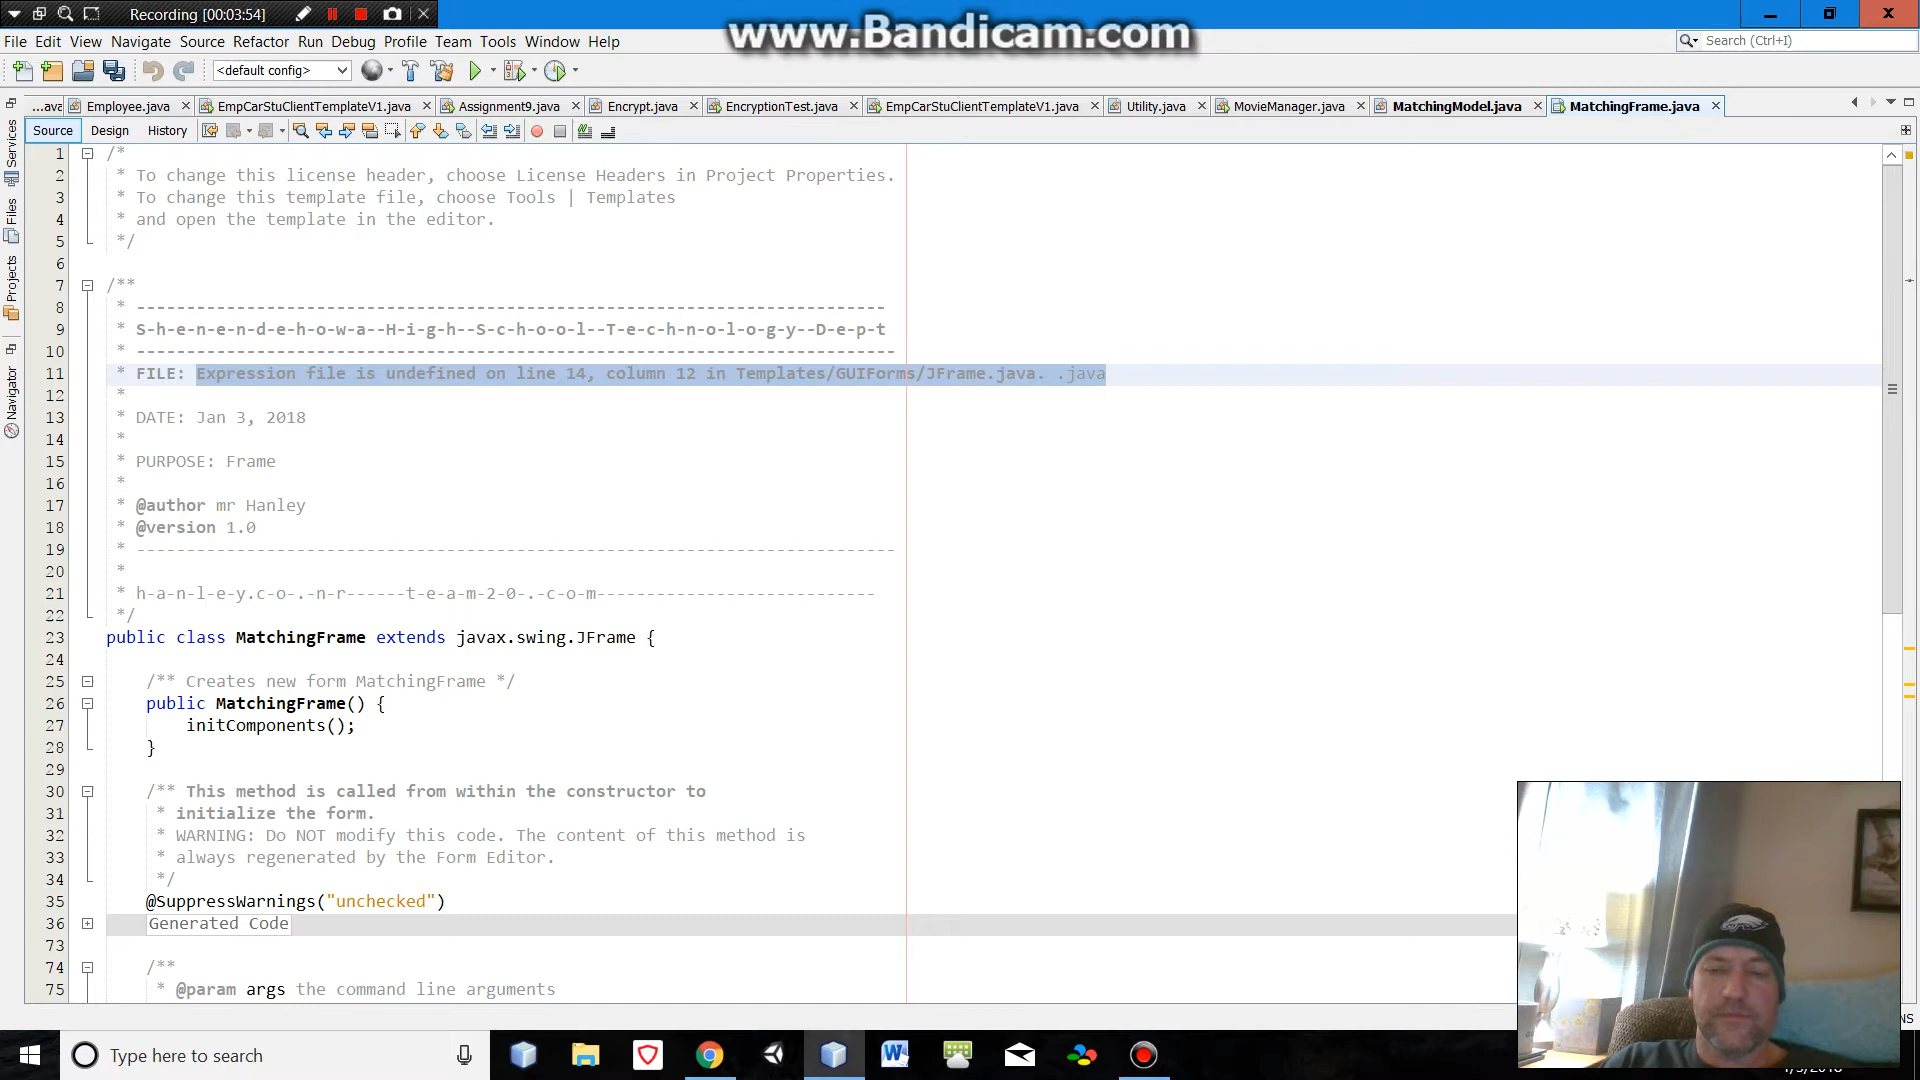 Recording [00:03:54]
www.Bandicam.com
File Edit View Navigate Source Refactor Run Debug Profile Team Tools Window Help
Search (Ctrl+I)
<default config>
...ava Employee.java EmpCarStuClientTemplateV1.java Assignment9.java Encrypt.java EncryptionTest.java EmpCarStuClientTemplateV1.java Utility.java MovieManager.java MatchingModel.java MatchingFrame.java
Source Design History
Services
Files
Projects
Navigator
1 /*
2 * To change this license header, choose License Headers in Project Properties.
3 * To change this template file, choose Tools | Templates
4 * and open the template in the editor.
5 */
6
7 /**
8 * ---------------------------------------------------------------------------
9 * S-h-e-n-e-n-d-e-h-o-w-a--H-i-g-h--S-c-h-o-o-l--T-e-c-h-n-o-l-o-g-y--D-e-p-t
10 * ----------------------------------------------------------------------------
11 * FILE: Expression file is undefined on line 14, column 12 in Templates/GUIForms/JFrame.java. .java
12 *
13 * DATE: Jan 3, 2018
14 *
15 * PURPOSE: Frame
16 *
17 * @author mr Hanley
18 * @version 1.0
19 * ----------------------------------------------------------------------------
20 *
21 * h-a-n-l-e-y.c-o-.-n-r------t-e-a-m-2-0-.-c-o-m----------------------------
22 */
23 public class MatchingFrame extends javax.swing.JFrame {
24
25 /** Creates new form MatchingFrame */
26 public MatchingFrame() {
27 initComponents();
28 }
29
30 /** This method is called from within the constructor to
31 * initialize the form.
32 * WARNING: Do NOT modify this code. The content of this method is
33 * always regenerated by the Form Editor.
34 */
35 @SuppressWarnings("unchecked")
36 Generated Code
73
74 /**
75 * @param args the command line arguments
Type here to search